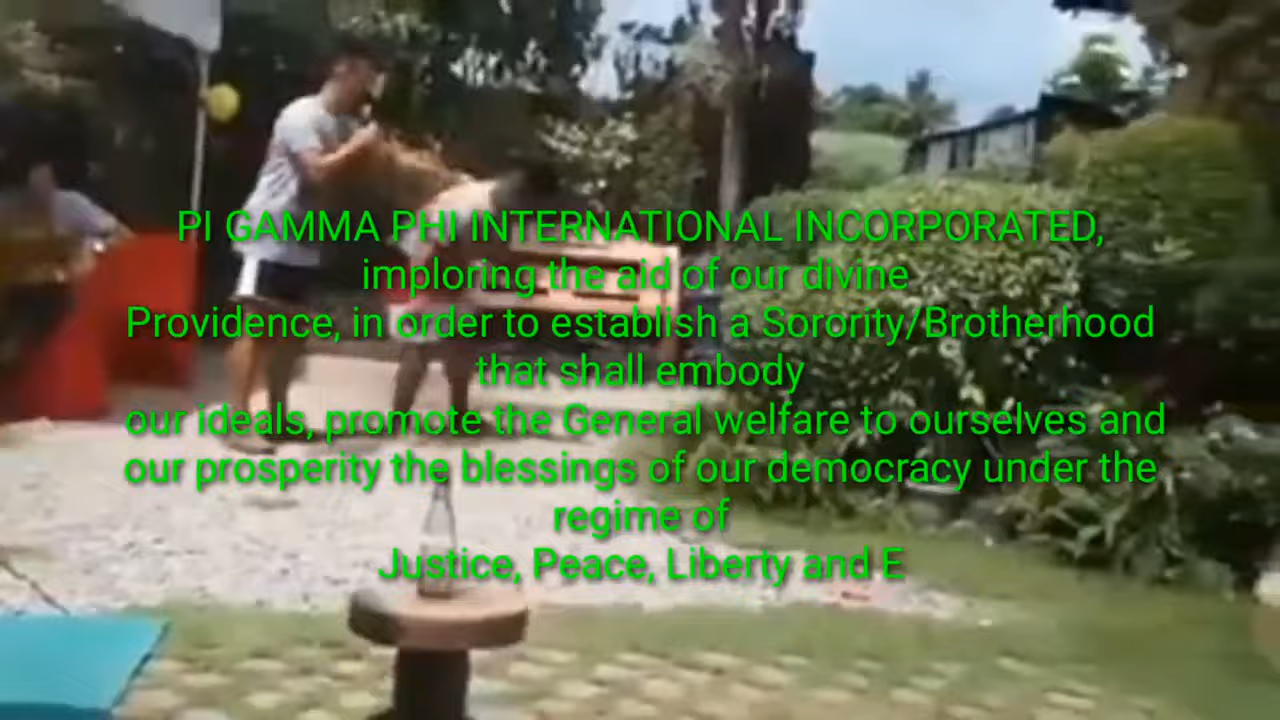 PI GAMMA PHI INTERNATIONAL INCORPORATED,
imploring the aid of our divine
Providence, in order to establish a Sorority/Brotherhood
that shall embody
our ideals, promote the General welfare to ourselves and
our prosperity the blessings of our democracy under the
regime of
Justice, Peace, Liberty and E